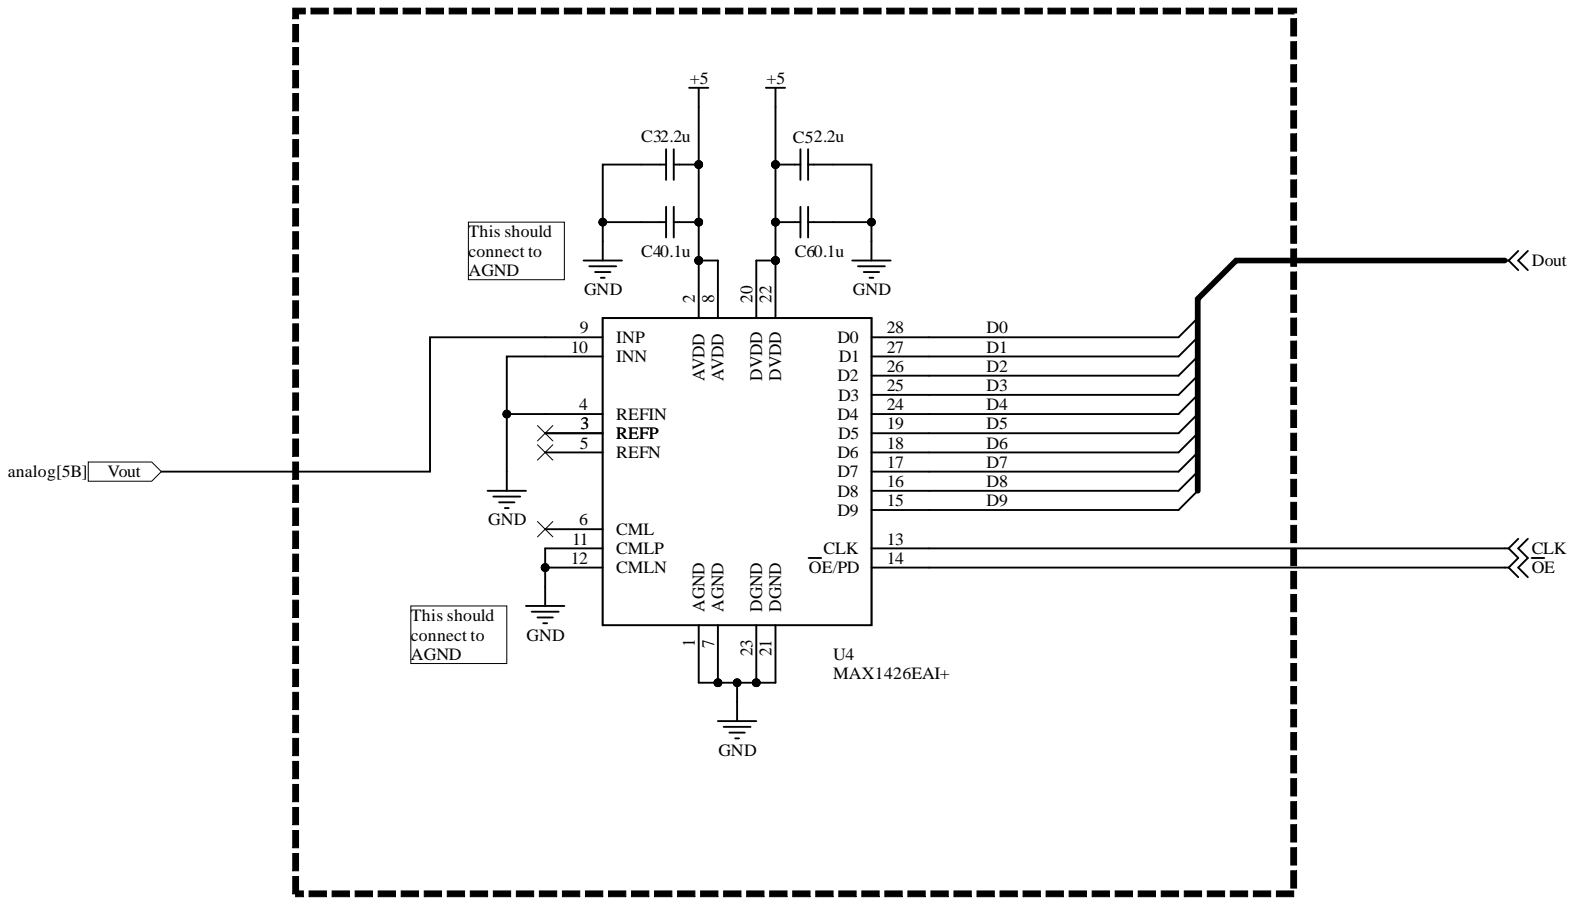 +5
+5
C32.2u
C52.2u
C40.1u
C60.1u
This should
connect to
AGND
GND
GND
Dout
2
8
20
22
9
10
4
3
5
6
11
12
INP
INN
REFIN
REFP
REFN
CML
CMLP
CMLN
AVDD
AVDD
DVDD
DVDD
D0
D1
D2
D3
D4
D5
D6
D7
D8
D9
CLK
OE/PD
28
27
26
25
24
19
18
17
16
15
13
14
D0
D1
D2
D3
D4
D5
D6
D7
D8
D9
CLK
OE
analog[5B] Vout
GND
AGND
AGND
DGND
DGND
This should
connect to
AGND
GND
1
7
23
21
U4
MAX1426EAI+
GND